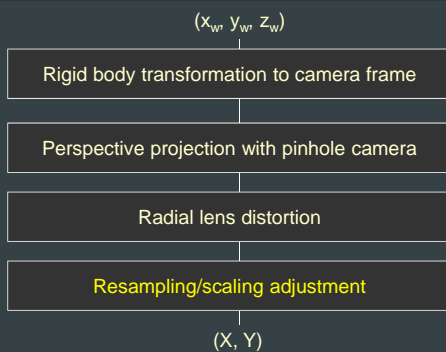 (x_w, y_w, z_w)
Rigid body transformation to camera frame
Perspective projection with pinhole camera
Radial lens distortion
Resampling/scaling adjustment
(X, Y)